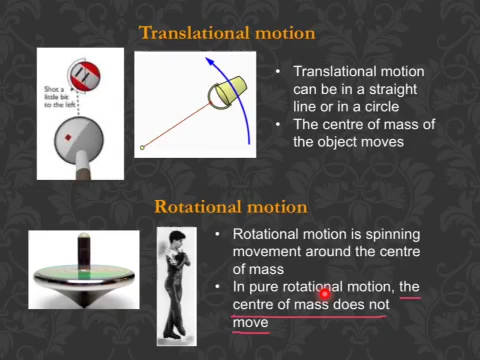 Translational motion
Shot a
little bit
to the left
• Translational motion
can be in a straight
line or in a circle
• The centre of mass of
the object moves
Rotational motion
• Rotational motion is spinning
movement around the centre
of mass
• In pure rotational motion, the
centre of mass does not
move